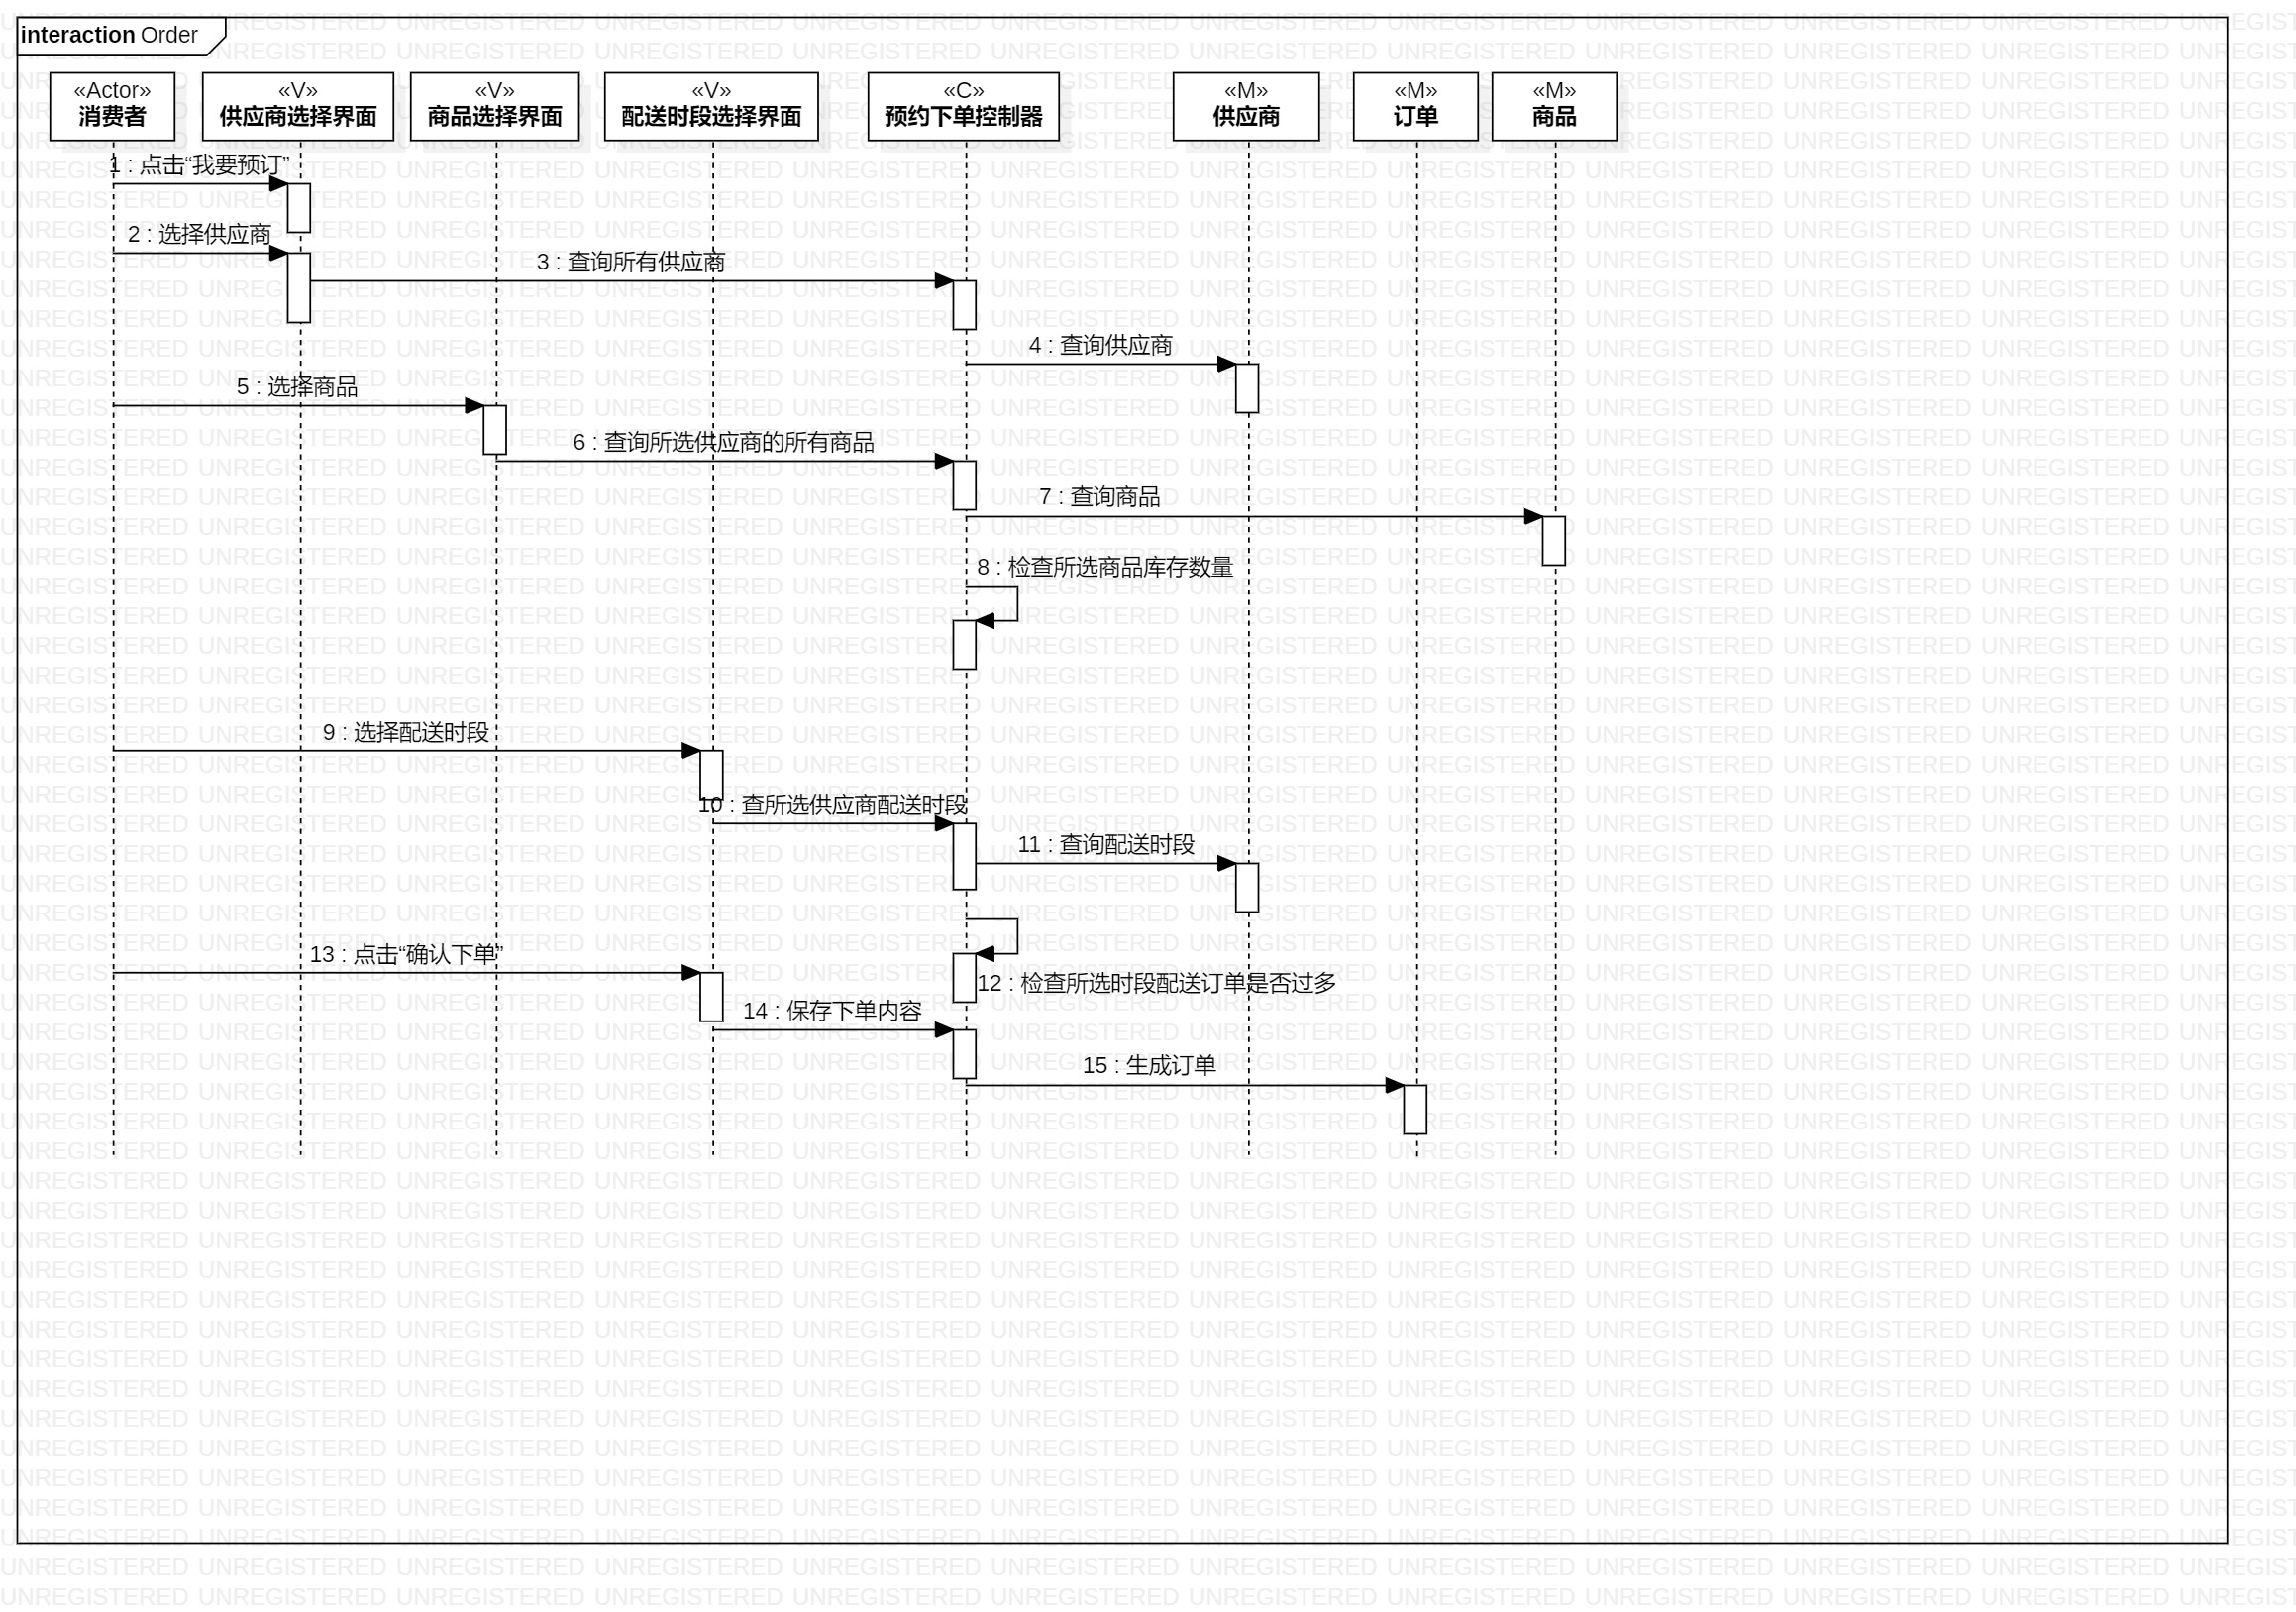 interaction Order
«Actor»
消费者
«V»
供应商选择界面
«V»
商品选择界面
«V»
配送时段选择界面
«C»
预约下单控制器
«M»
供应商
«M»
订单
«M»
商品
1 : 点击“我要预订”
2 : 选择供应商
3 : 查询所有供应商
4 : 查询供应商
5 : 选择商品
6 : 查询所选供应商的所有商品
7 : 查询商品
8 : 检查所选商品库存数量
9 : 选择配送时段
10 : 查所选供应商配送时段
11 : 查询配送时段
13 : 点击“确认下单”
12 : 检查所选时段配送订单是否过多
14 : 保存下单内容
15 : 生成订单
UNREGISTERED